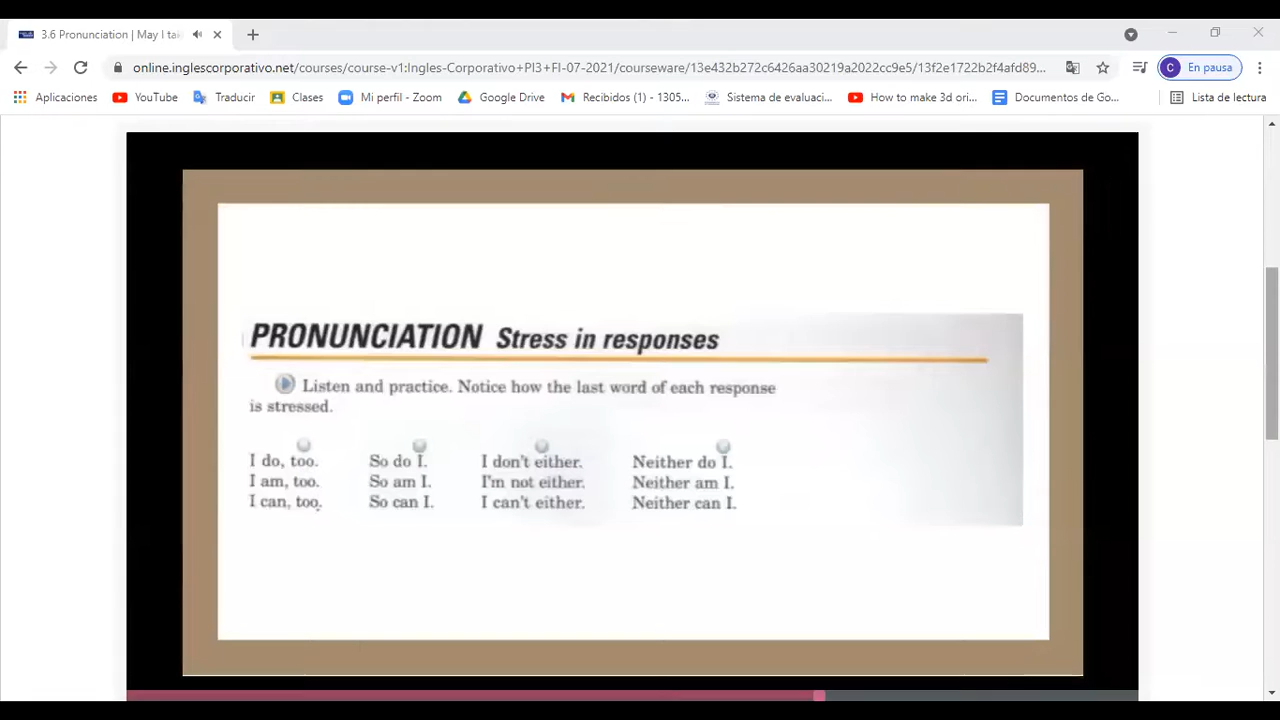 3.6 Pronunciation | May I tak
online.inglescorporativo.net/courses/course-v1:Ingles-Corporativo+PI3+FI-07-2021/courseware/13e432b272c6426aa30219a2022cc9e5/13f2e1722b2f4afd89...
C En pausa
Aplicaciones YouTube Traducir Clases Mi perfil - Zoom Google Drive Recibidos (1) - 1305... Sistema de evaluaci... How to make 3d ori... Documentos de Go... Lista de lectura
PRONUNCIATION Stress in responses
Listen and practice. Notice how the last word of each response
is stressed.
I do, too. So do I. I don't either. Neither do I.
I am, too. So am I. I'm not either. Neither am I.
I can, too. So can I. I can't either. Neither can I.